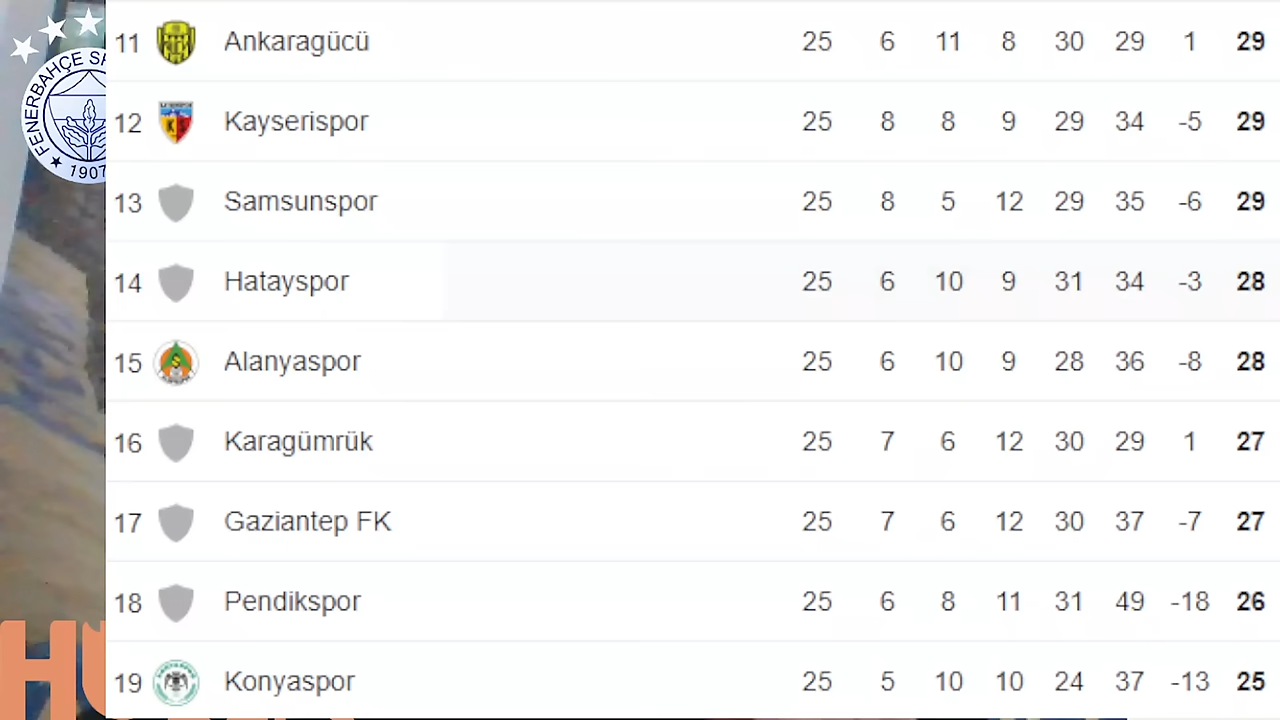 FENERBAHÇE SP
1907
11 Ankaragücü 25 6 11 8 30 29 1 29
12 Kayserispor 25 8 8 9 29 34 -5 29
13 Samsunspor 25 8 5 12 29 35 -6 29
14 Hatayspor 25 6 10 9 31 34 -3 28
15 Alanyaspor 25 6 10 9 28 36 -8 28
16 Karagümrük 25 7 6 12 30 29 1 27
17 Gaziantep FK 25 7 6 12 30 37 -7 27
18 Pendikspor 25 6 8 11 31 49 -18 26
19 Konyaspor 25 5 10 10 24 37 -13 25